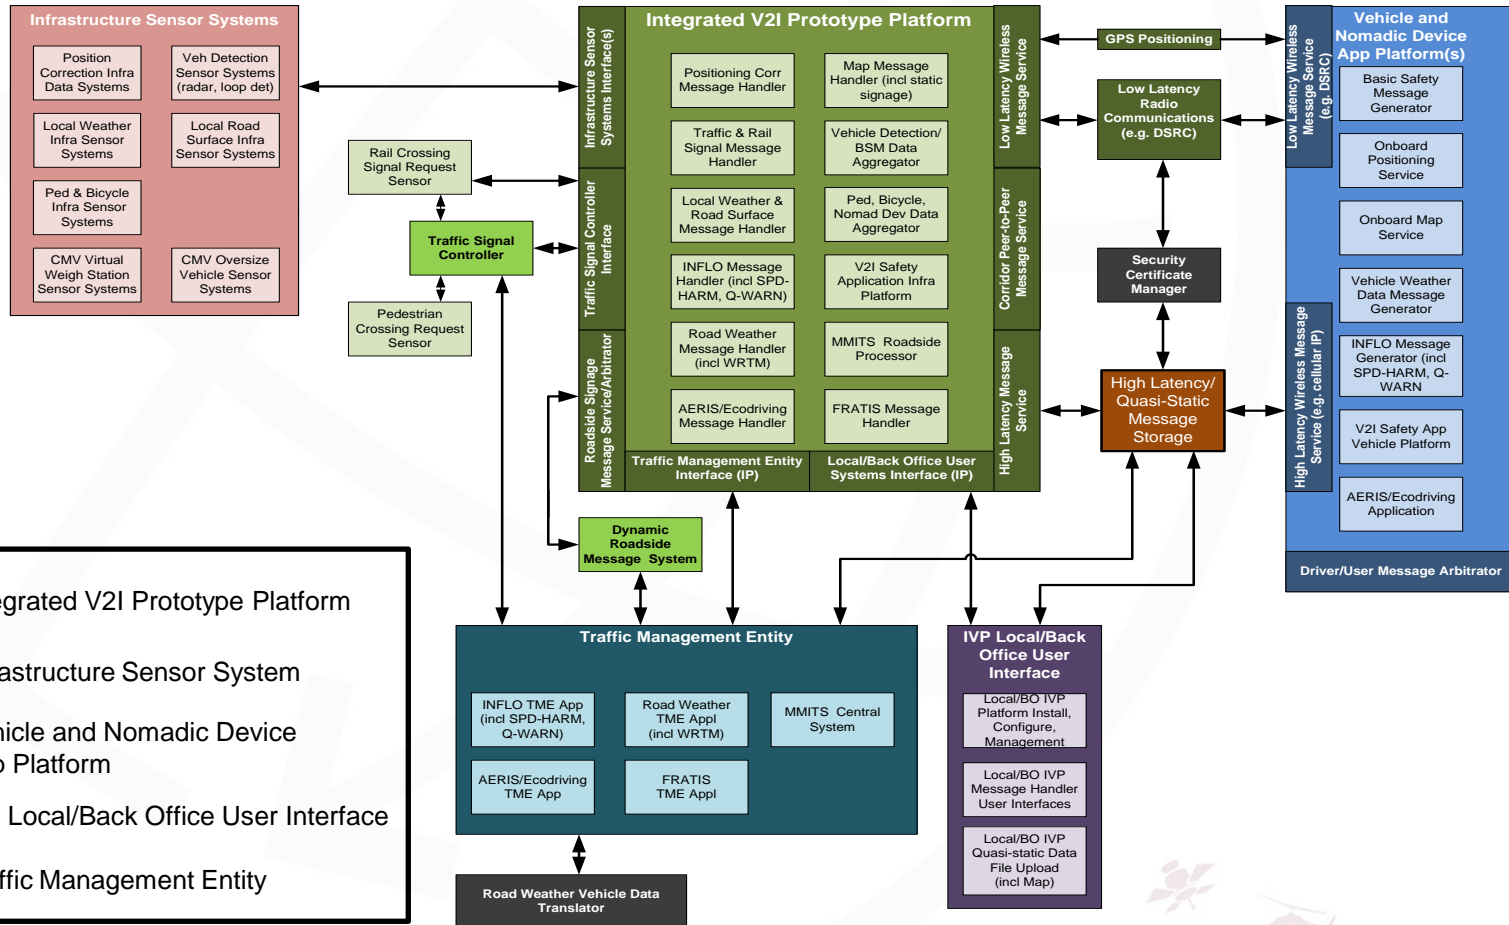 Infrastructure Sensor Systems
Position
Correction Infra
Data Systems
Veh Detection
Sensor Systems
(radar, loop det)
Local Weather
Infra Sensor
Systems
Local Road
Surface Infra
Sensor Systems
Ped & Bicycle
Infra Sensor
Systems
CMV Virtual
Weigh Station
Sensor Systems
CMV Oversize
Vehicle Sensor
Systems
Rail Crossing
Signal Request
Sensor
Traffic Signal
Controller
Pedestrian
Crossing Request
Sensor
Integrated V2I Prototype Platform
Infrastructure Sensor
Systems Interface(s)
Traffic Signal Controller
Interface
Roadside Signage
Message Service/Arbitrator
Positioning Corr
Message Handler
Map Message
Handler (incl static
signage)
Traffic & Rail
Signal Message
Handler
Vehicle Detection/
BSM Data
Aggregator
Local Weather &
Road Surface
Message Handler
Ped, Bicycle,
Nomad Dev Data
Aggregator
INFLO Message
Handler (incl SPD-
HARM, Q-WARN)
V2I Safety
Application Infra
Platform
Road Weather
Message Handler
(incl WRTM)
MMITS Roadside
Processor
AERIS/Ecodriving
Message Handler
FRATIS Message
Handler
Traffic Management Entity
Interface (IP)
Local/Back Office User
Systems Interface (IP)
Low Latency Wireless
Message Service
Corridor Peer-to-Peer
Message Service
High Latency Message
Service
GPS Positioning
Low Latency
Radio
Communications
(e.g. DSRC)
Security
Certificate
Manager
High Latency/
Quasi-Static
Message
Storage
Vehicle and
Nomadic Device
App Platform(s)
Low Latency Wireless
Message Service
(e.g. DSRC)
High Latency Wireless Message
Service (e.g. cellular IP)
Basic Safety
Message
Generator
Onboard
Positioning
Service
Onboard Map
Service
Vehicle Weather
Data Message
Generator
INFLO Message
Generator (incl
SPD-HARM, Q-
WARN
V2I Safety App
Vehicle Platform
AERIS/Ecodriving
Application
Driver/User Message Arbitrator
Dynamic
Roadside
Message System
Traffic Management Entity
INFLO TME App
(incl SPD-HARM,
Q-WARN)
Road Weather
TME Appl
(incl WRTM)
MMITS Central
System
AERIS/Ecodriving
TME App
FRATIS
TME Appl
Road Weather Vehicle Data
Translator
IVP Local/Back
Office User
Interface
Local/BO IVP
Platform Install,
Configure,
Management
Local/BO IVP
Message Handler
User Interfaces
Local/BO IVP
Quasi-static Data
File Upload
(incl Map)
egrated V2I Prototype Platform
rastructure Sensor System
hicle and Nomadic Device
p Platform
Local/Back Office User Interface
ffic Management Entity